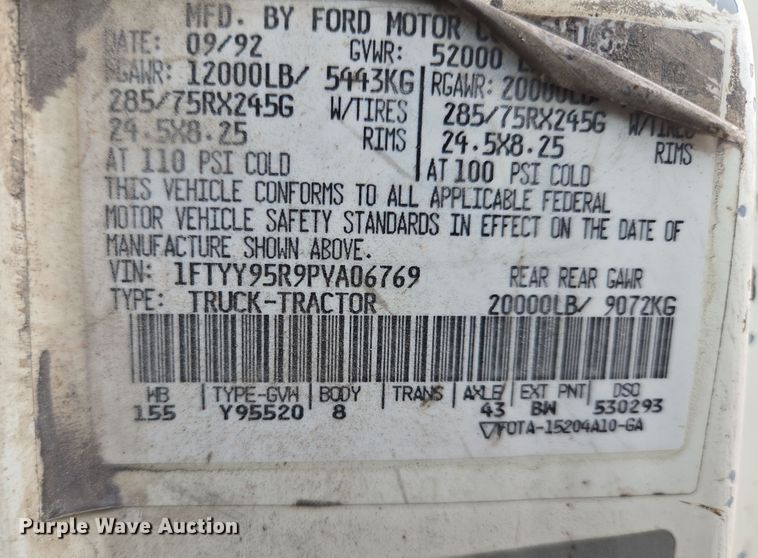 MFD. BY FORD MOTOR
DATE: 09/92 GVWR: 52000
GAWR: 12000LB/ 5443KG RGAWR: 20000LB
285/75RX245G W/TIRES 285/75RX245G W/TIRES
24.5X8.25 RIMS 24.5X8.25 RIMS
AT 110 PSI COLD AT 100 PSI COLD
THIS VEHICLE CONFORMS TO ALL APPLICABLE FEDERAL
MOTOR VEHICLE SAFETY STANDARDS IN EFFECT ON THE DATE OF
MANUFACTURE SHOWN ABOVE.
VIN: 1FTYY95R9PVA06769 REAR REAR GAWR
TYPE: TRUCK-TRACTOR 20000LB/ 9072KG
WB TYPE-GVW BODY TRANS AXLE EXT PNT DSO
155 Y95520 8 43 BW 530293
FOTA-15204A10-GA
Purple Wave Auction